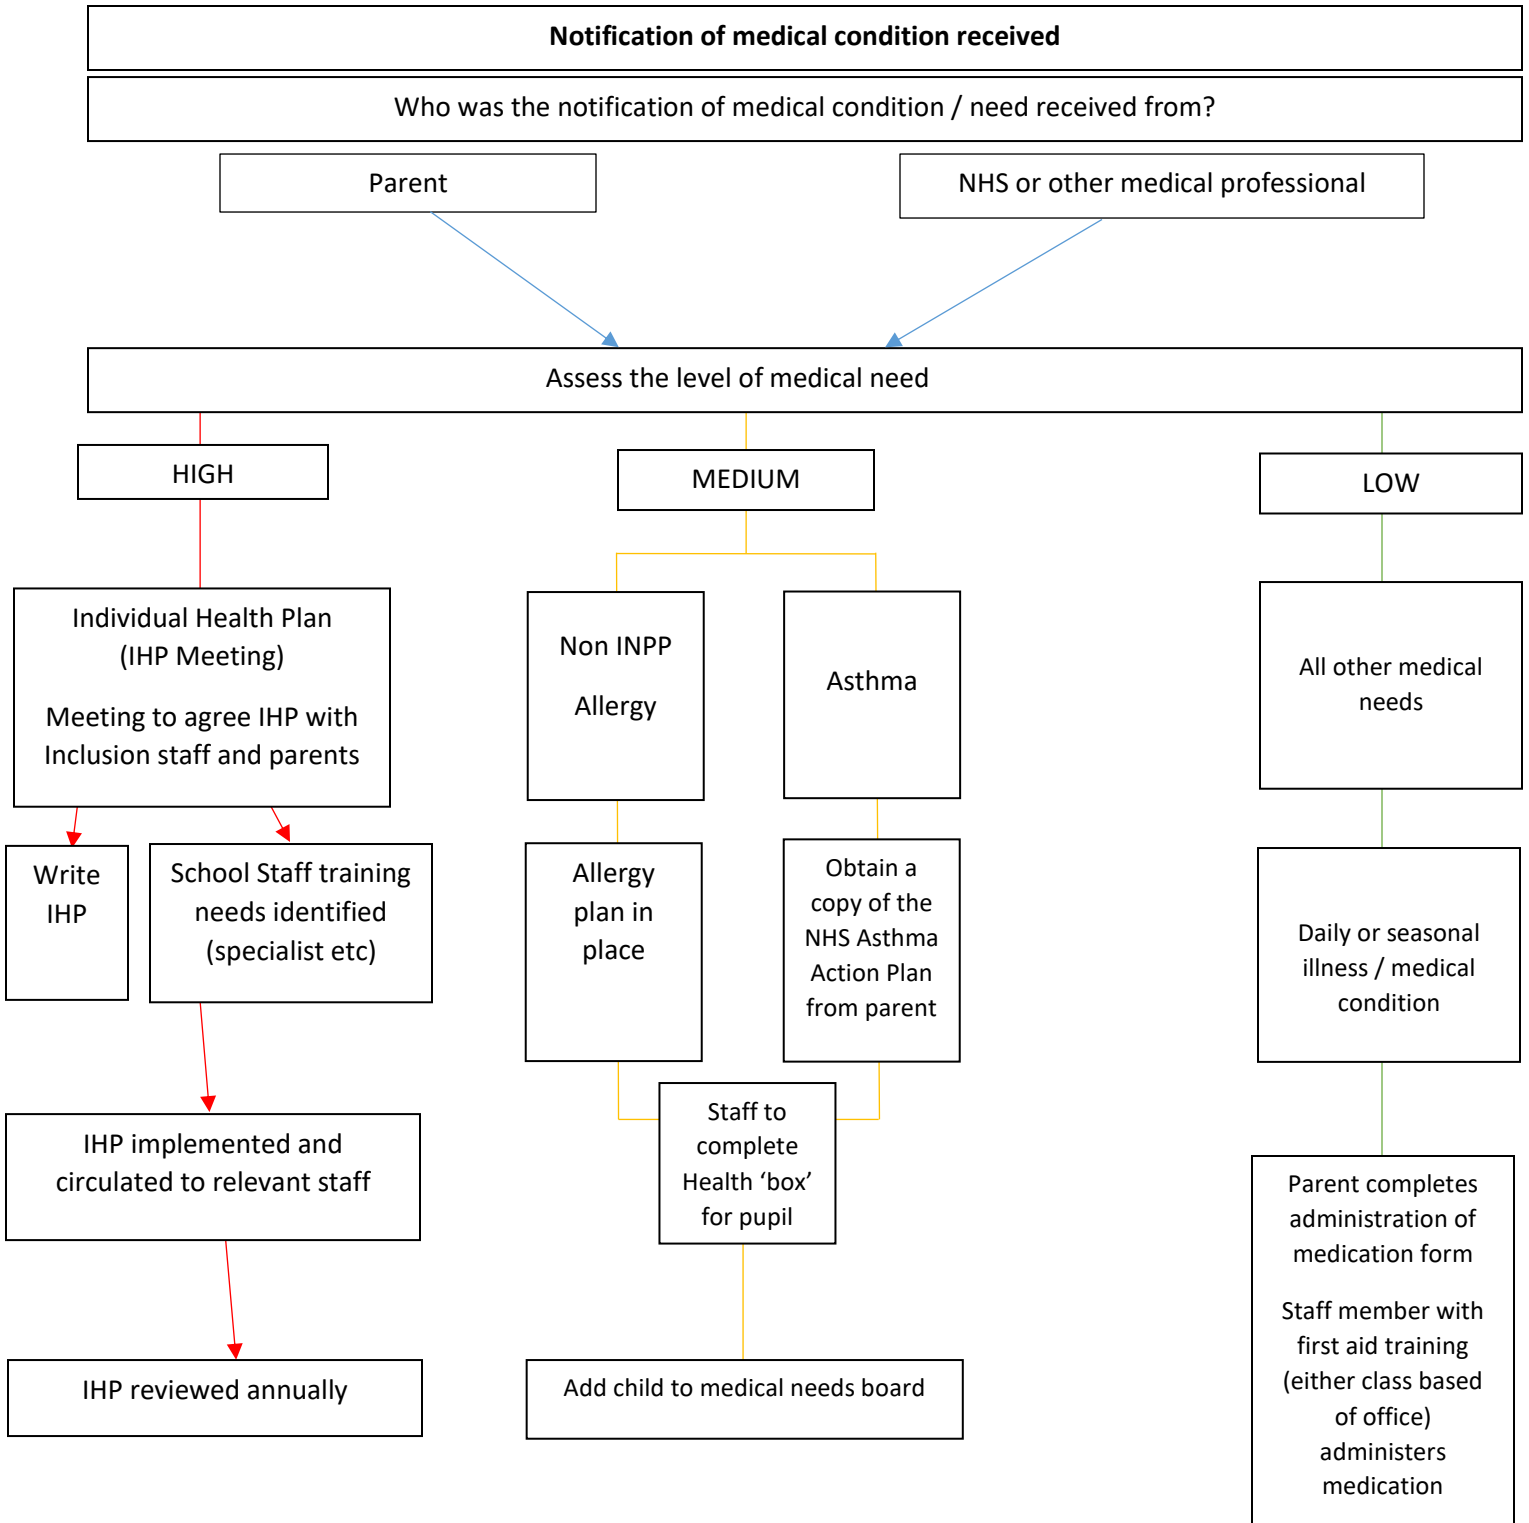 Notification of medical condition received
Who was the notification of medical condition / need received from?
Parent
NHS or other medical professional
Assess the level of medical need
HIGH
MEDIUM
LOW
Individual Health Plan
(IHP Meeting)
Meeting to agree IHP with
Inclusion staff and parents
Non INPP
Allergy
Asthma
All other medical
needs
Write
IHP
School Staff training
needs identified
(specialist etc)
Allergy
plan in
place
Obtain a
copy of the
NHS Asthma
Action Plan
from parent
Daily or seasonal
illness / medical
condition
IHP implemented and
circulated to relevant staff
Staff to
complete
Health ‘box’
for pupil
Parent completes
administration of
medication form
Staff member with
first aid training
(either class based
of office)
administers
medication
IHP reviewed annually
Add child to medical needs board